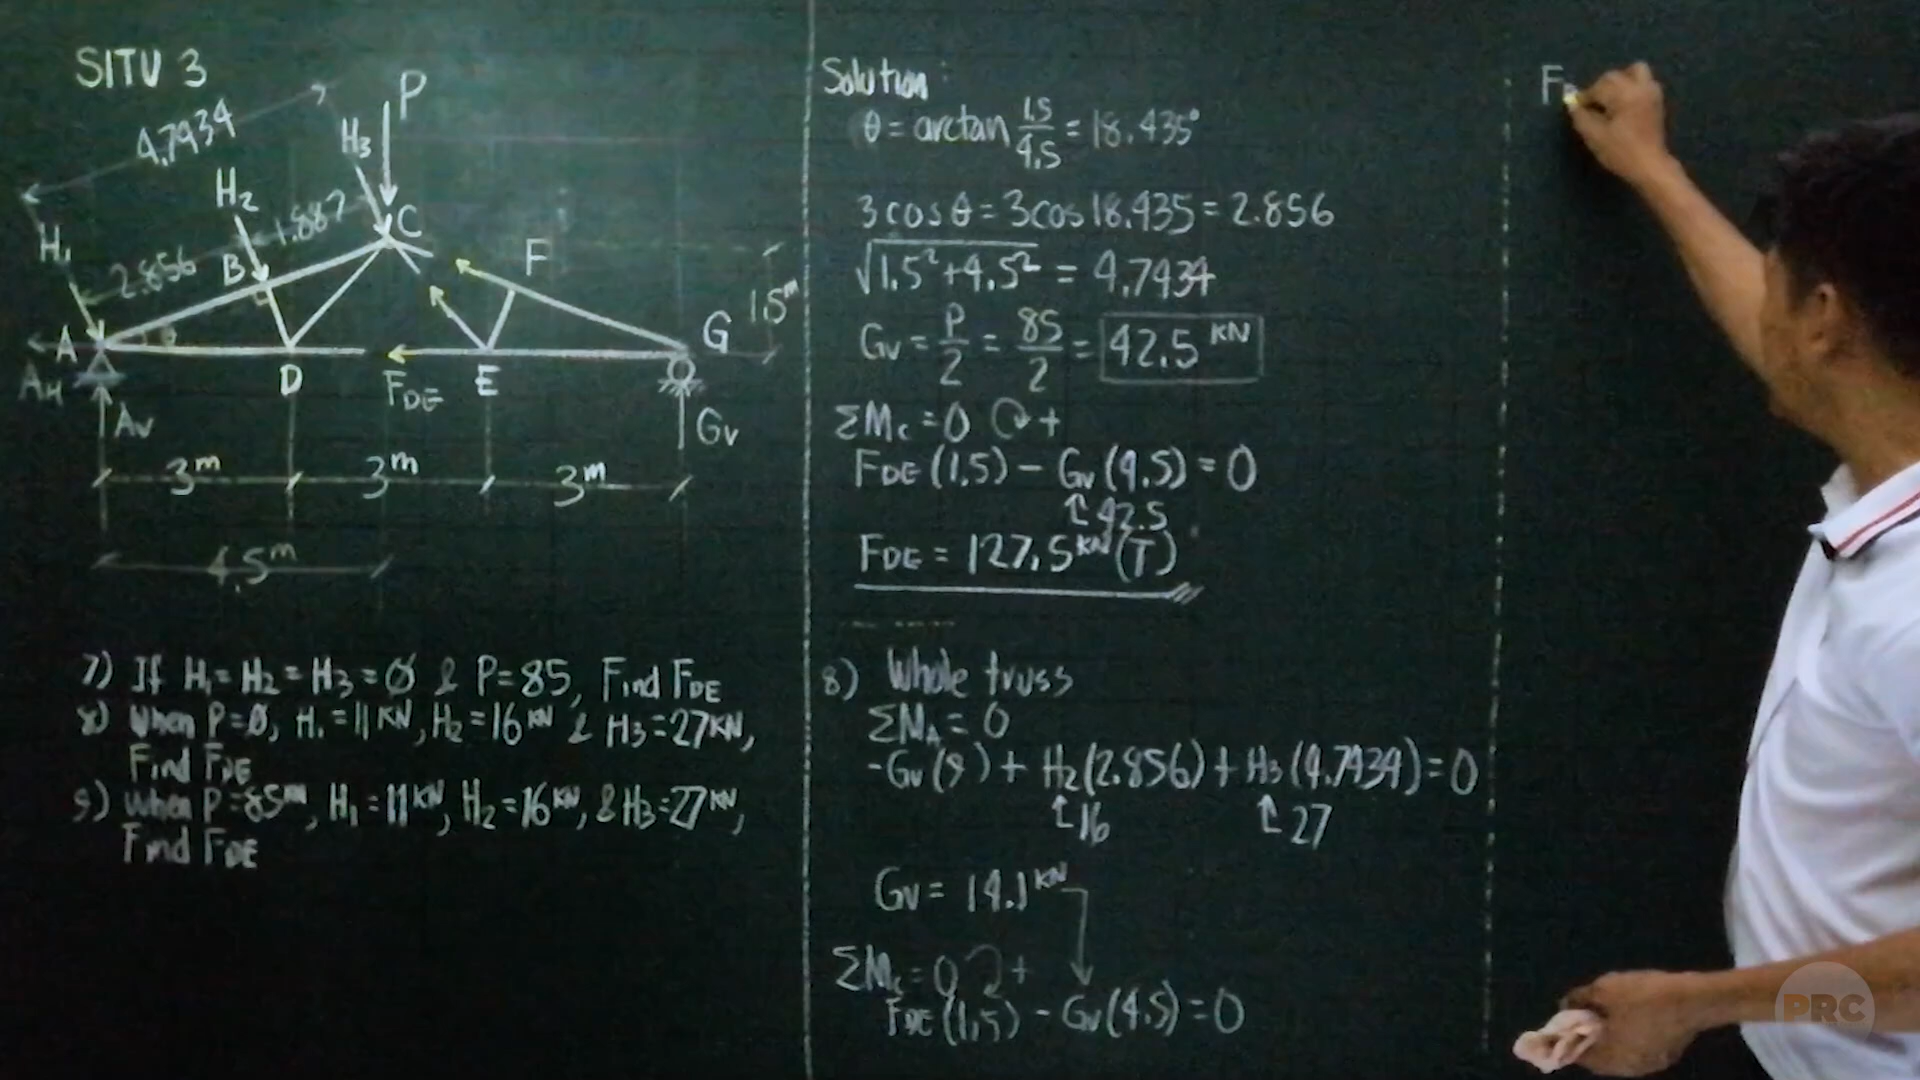 SITU 3
P
4.7434
H3
H2
1.887
C
H1
2.856
B
F
1.5m
A
θ
G
AH
D
FDE
E
AV
GV
3m
3m
3m
4.5m
7) If H1 = H2 = H3 = Ø & P = 85, Find FDE
8) When P = Ø, H1 = 11 KN, H2 = 16 KN & H3 = 27 KN,
Find FDE
9) When P = 85 KN, H1 = 11 KN, H2 = 16 KN, & H3 = 27 KN,
Find FDE
Solution:
θ = arctan 1.5/4.5 = 18.435°
3 cos θ = 3 cos 18.435 = 2.856
√1.5² + 4.5² = 4.7434
Gv = P/2 = 85/2 = 42.5 KN
ΣMc = 0 ↻ +
FDE (1.5) - Gv (4.5) = 0
↑ 42.5
FDE = 127.5 KN (T)
8) Whole truss
ΣMA = 0
-Gv (9) + H2 (2.856) + H3 (4.7434) = 0
↑ 16
↑ 27
Gv = 14.1 KN
ΣMc = 0 ↻ +
FDE (1.5) - Gv (4.5) = 0
F
PRC